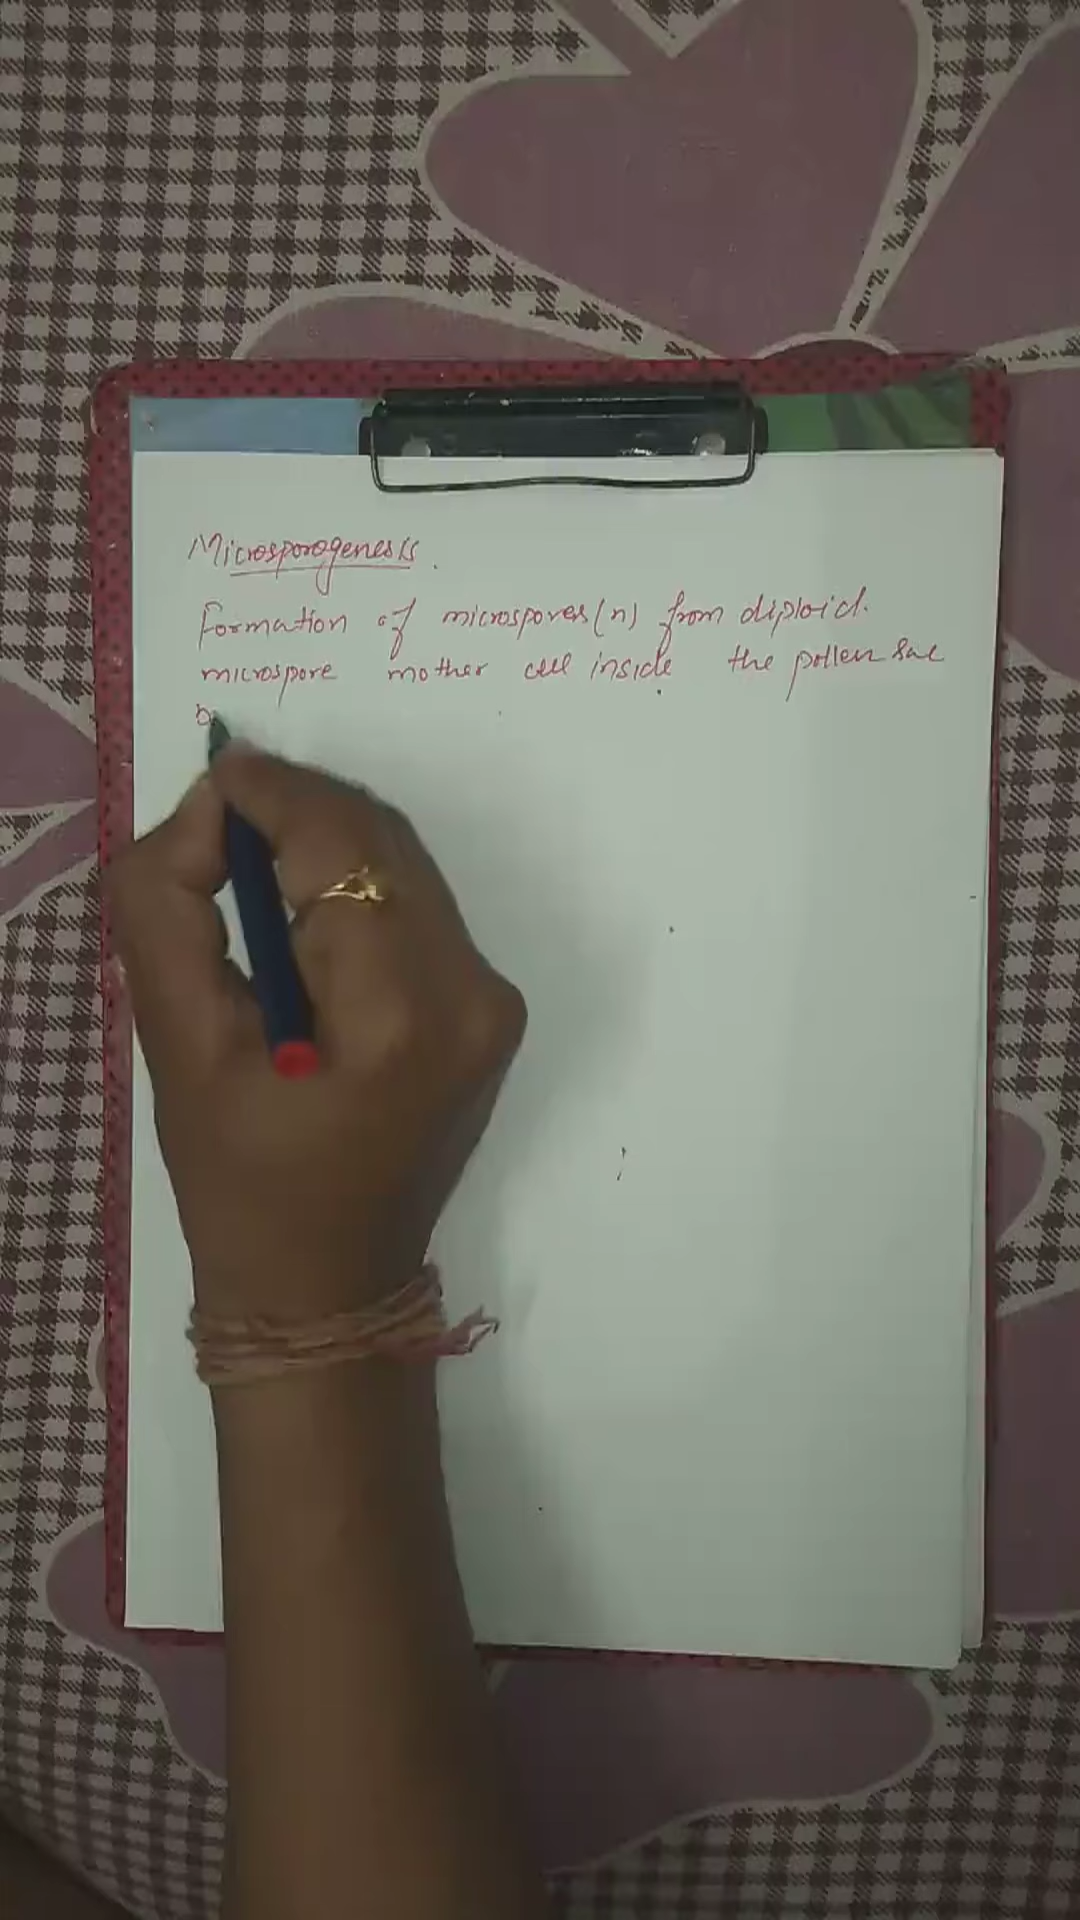 Microsporogenesis.
Formation of microspores (n) from diploid.
microspore mother cell inside the pollen sac